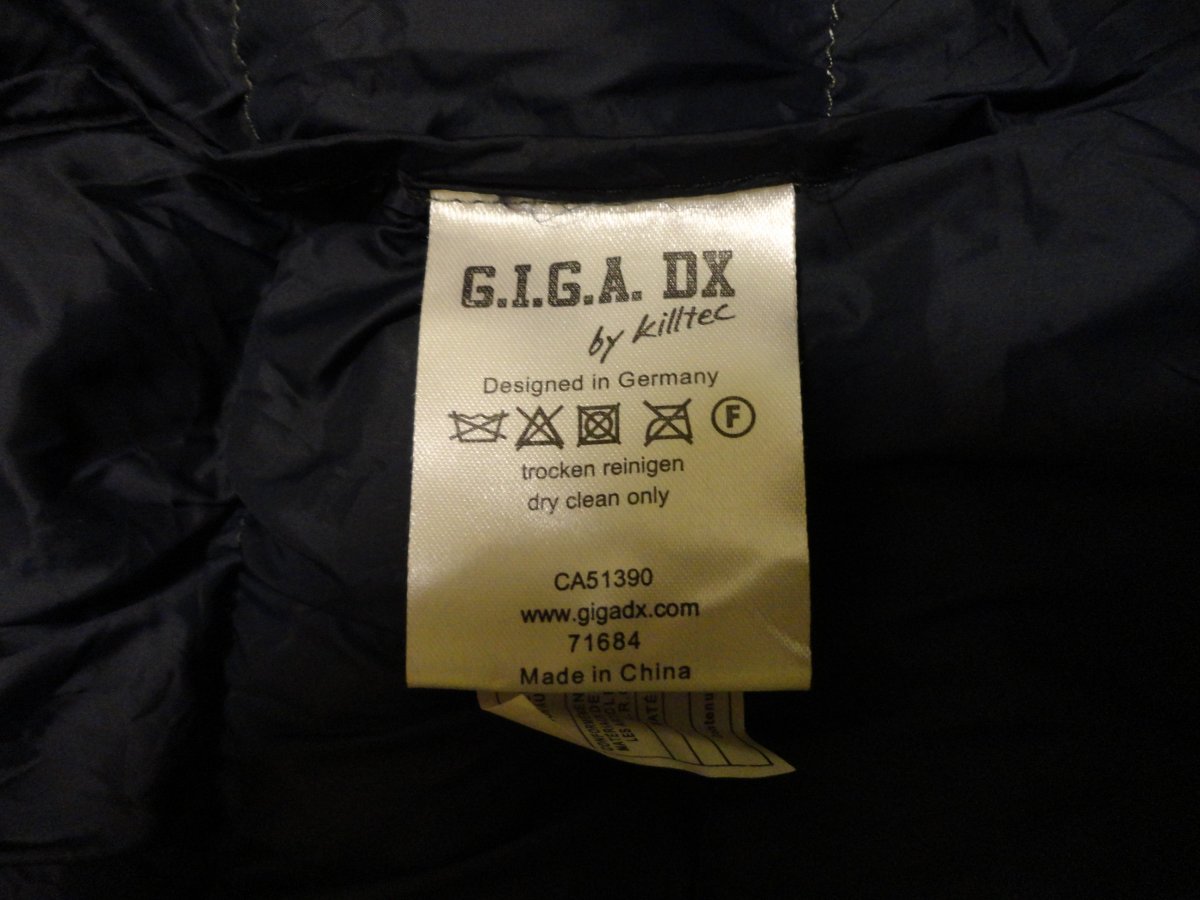 G.I.G.A. DX
by killtec
Designed in Germany
F
trocken reinigen
dry clean only
CA51390
www.gigadx.com
71684
Made in China